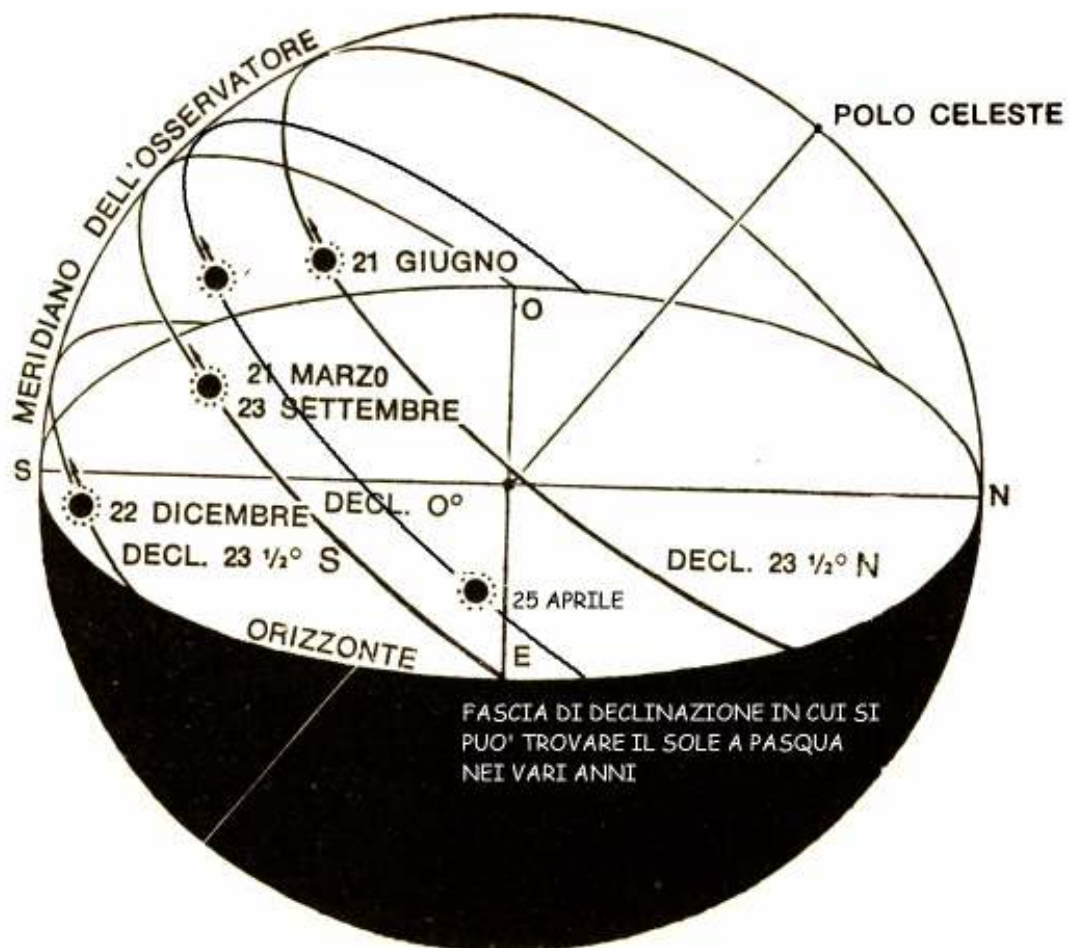 MERIDIANO DELL'OSSERVATORE
POLO CELESTE
21 GIUGNO
O
21 MARZO
23 SETTEMBRE
S
N
DECL. O°
22 DICEMBRE
DECL. 23 ½° S
DECL. 23 ½° N
25 APRILE
ORIZZONTE
E
FASCIA DI DECLINAZIONE IN CUI SI
PUO' TROVARE IL SOLE A PASQUA
NEI VARI ANNI